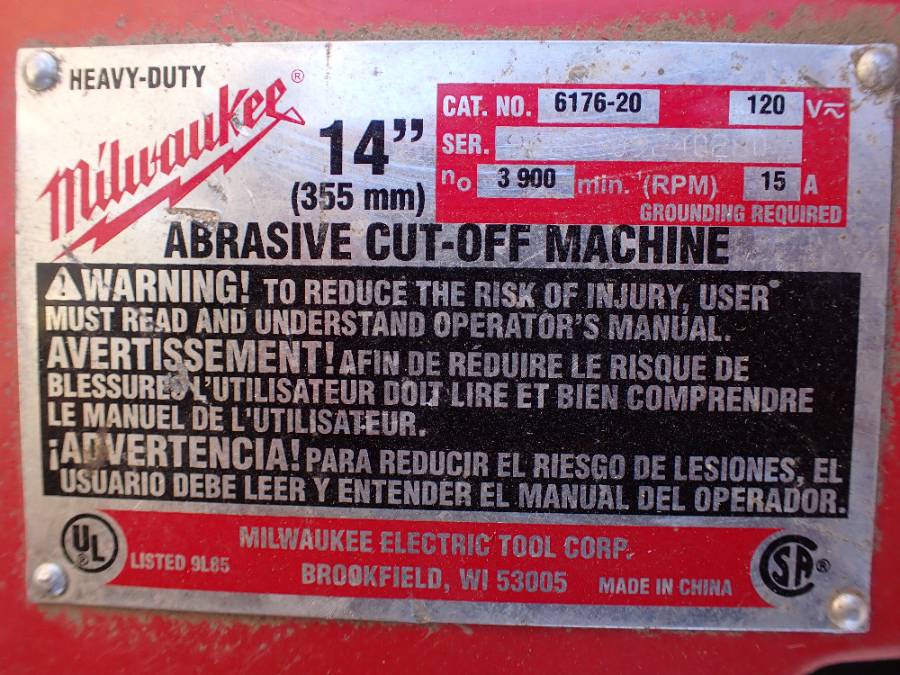 HEAVY-DUTY
Milwaukee®
14"
(355 mm)
CAT. NO. 6176-20 120 V
SER.
no 3 900 min. (RPM) 15 A
GROUNDING REQUIRED
ABRASIVE CUT-OFF MACHINE
WARNING! TO REDUCE THE RISK OF INJURY, USER
MUST READ AND UNDERSTAND OPERATOR'S MANUAL.
AVERTISSEMENT! AFIN DE RÉDUIRE LE RISQUE DE
BLESSURES L'UTILISATEUR DOIT LIRE ET BIEN COMPRENDRE
LE MANUEL DE L'UTILISATEUR.
¡ADVERTENCIA! PARA REDUCIR EL RIESGO DE LESIONES, EL
USUARIO DEBE LEER Y ENTENDER EL MANUAL DEL OPERADOR.
UL®
LISTED 9L85
MILWAUKEE ELECTRIC TOOL CORP.
BROOKFIELD, WI 53005
MADE IN CHINA
CSA®